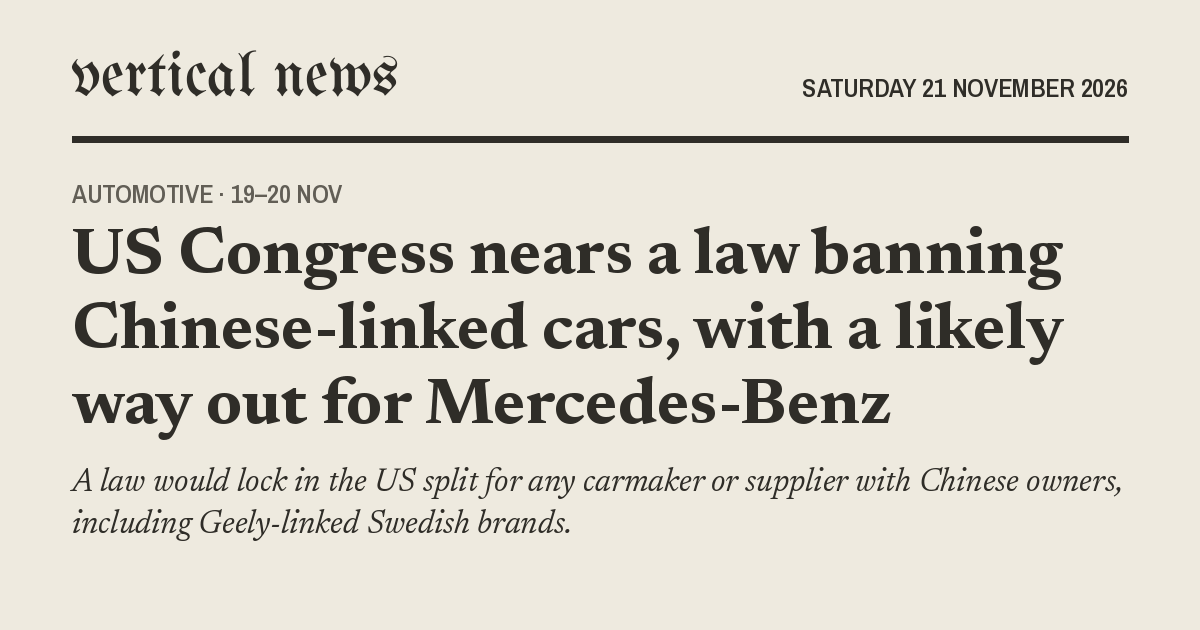 vertical news
SATURDAY 21 NOVEMBER 2026
AUTOMOTIVE · 19–20 NOV
US Congress nears a law banning
Chinese-linked cars, with a likely
way out for Mercedes-Benz
A law would lock in the US split for any carmaker or supplier with Chinese owners,
including Geely-linked Swedish brands.